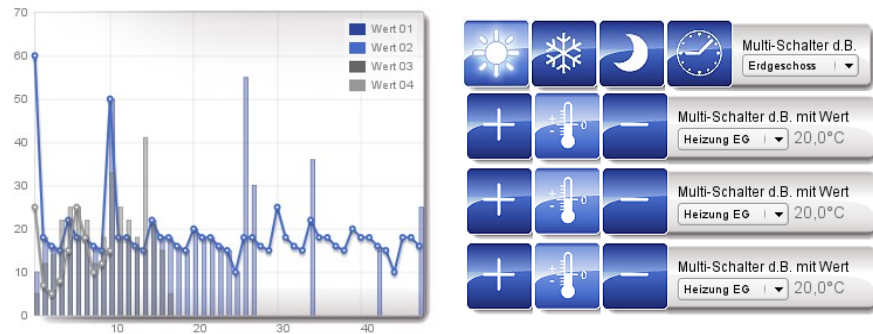 70
60
50
40
30
20
10
0
10 20 30 40
Wert 01
Wert 02
Wert 03
Wert 04
Multi-Schalter d.B.
Erdgeschoss
Multi-Schalter d.B. mit Wert
Heizung EG 20,0°C
Multi-Schalter d.B. mit Wert
Heizung EG 20,0°C
Multi-Schalter d.B. mit Wert
Heizung EG 20,0°C